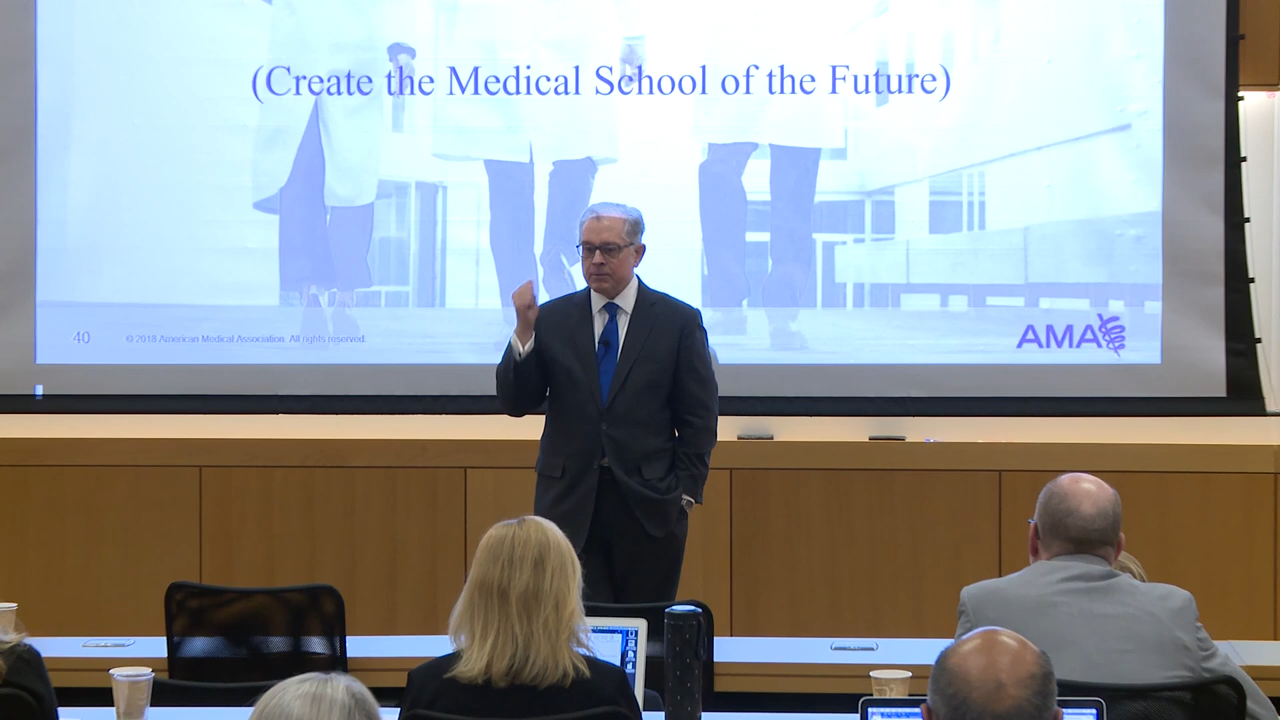 (Create the Medical School of the Future)
40
© 2018 American Medical Association. All rights reserved.
AMA